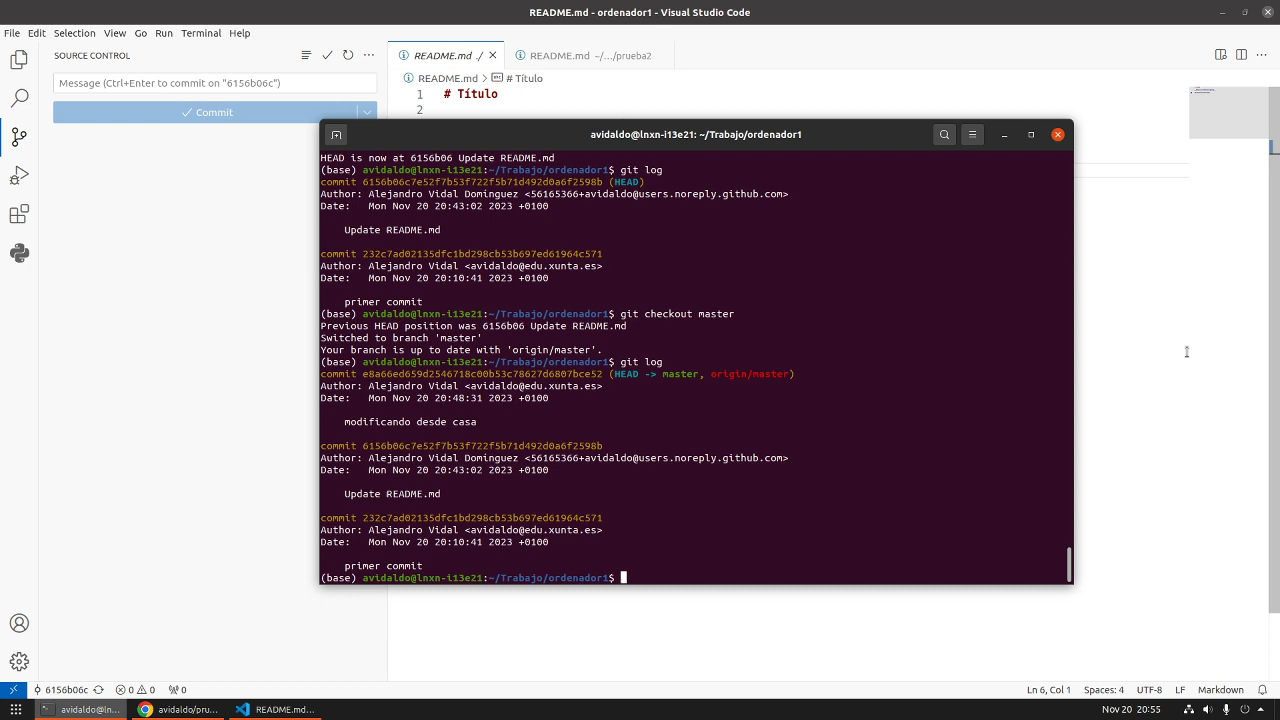 README.md - ordenador1 - Visual Studio Code
File Edit Selection View Go Run Terminal Help
SOURCE CONTROL
README.md ./
README.md ~/.../prueba2
Message (Ctrl+Enter to commit on "6156b06c")
README.md > # Título
Commit
1 # Título
2
avidaldo@lnxn-i13e21: ~/Trabajo/ordenador1
HEAD is now at 6156b06 Update README.md
(base) avidaldo@lnxn-i13e21:~/Trabajo/ordenador1$ git log
commit 6156b06c7e52f7b53f722f5b71d492d0a6f2598b (HEAD)
Author: Alejandro Vidal Domínguez <56165366+avidaldo@users.noreply.github.com>
Date:   Mon Nov 20 20:43:02 2023 +0100
Update README.md
commit 232c7ad02135dfc1bd298cb53b697ed61964c571
Author: Alejandro Vidal <avidaldo@edu.xunta.es>
Date:   Mon Nov 20 20:10:41 2023 +0100
primer commit
(base) avidaldo@lnxn-i13e21:~/Trabajo/ordenador1$ git checkout master
Previous HEAD position was 6156b06 Update README.md
Switched to branch 'master'
Your branch is up to date with 'origin/master'.
(base) avidaldo@lnxn-i13e21:~/Trabajo/ordenador1$ git log
commit e8a66ed659d2546718c00b53c78627d6807bce52 (HEAD -> master, origin/master)
Author: Alejandro Vidal <avidaldo@edu.xunta.es>
Date:   Mon Nov 20 20:48:31 2023 +0100
modificando desde casa
commit 6156b06c7e52f7b53f722f5b71d492d0a6f2598b
Author: Alejandro Vidal Domínguez <56165366+avidaldo@users.noreply.github.com>
Date:   Mon Nov 20 20:43:02 2023 +0100
Update README.md
commit 232c7ad02135dfc1bd298cb53b697ed61964c571
Author: Alejandro Vidal <avidaldo@edu.xunta.es>
Date:   Mon Nov 20 20:10:41 2023 +0100
primer commit
(base) avidaldo@lnxn-i13e21:~/Trabajo/ordenador1$
6156b06c 0 0 0 Ln 6, Col 1 Spaces: 4 UTF-8 LF Markdown
avidaldo@ln... avidaldo/pru... README.md... Nov 20 20:55